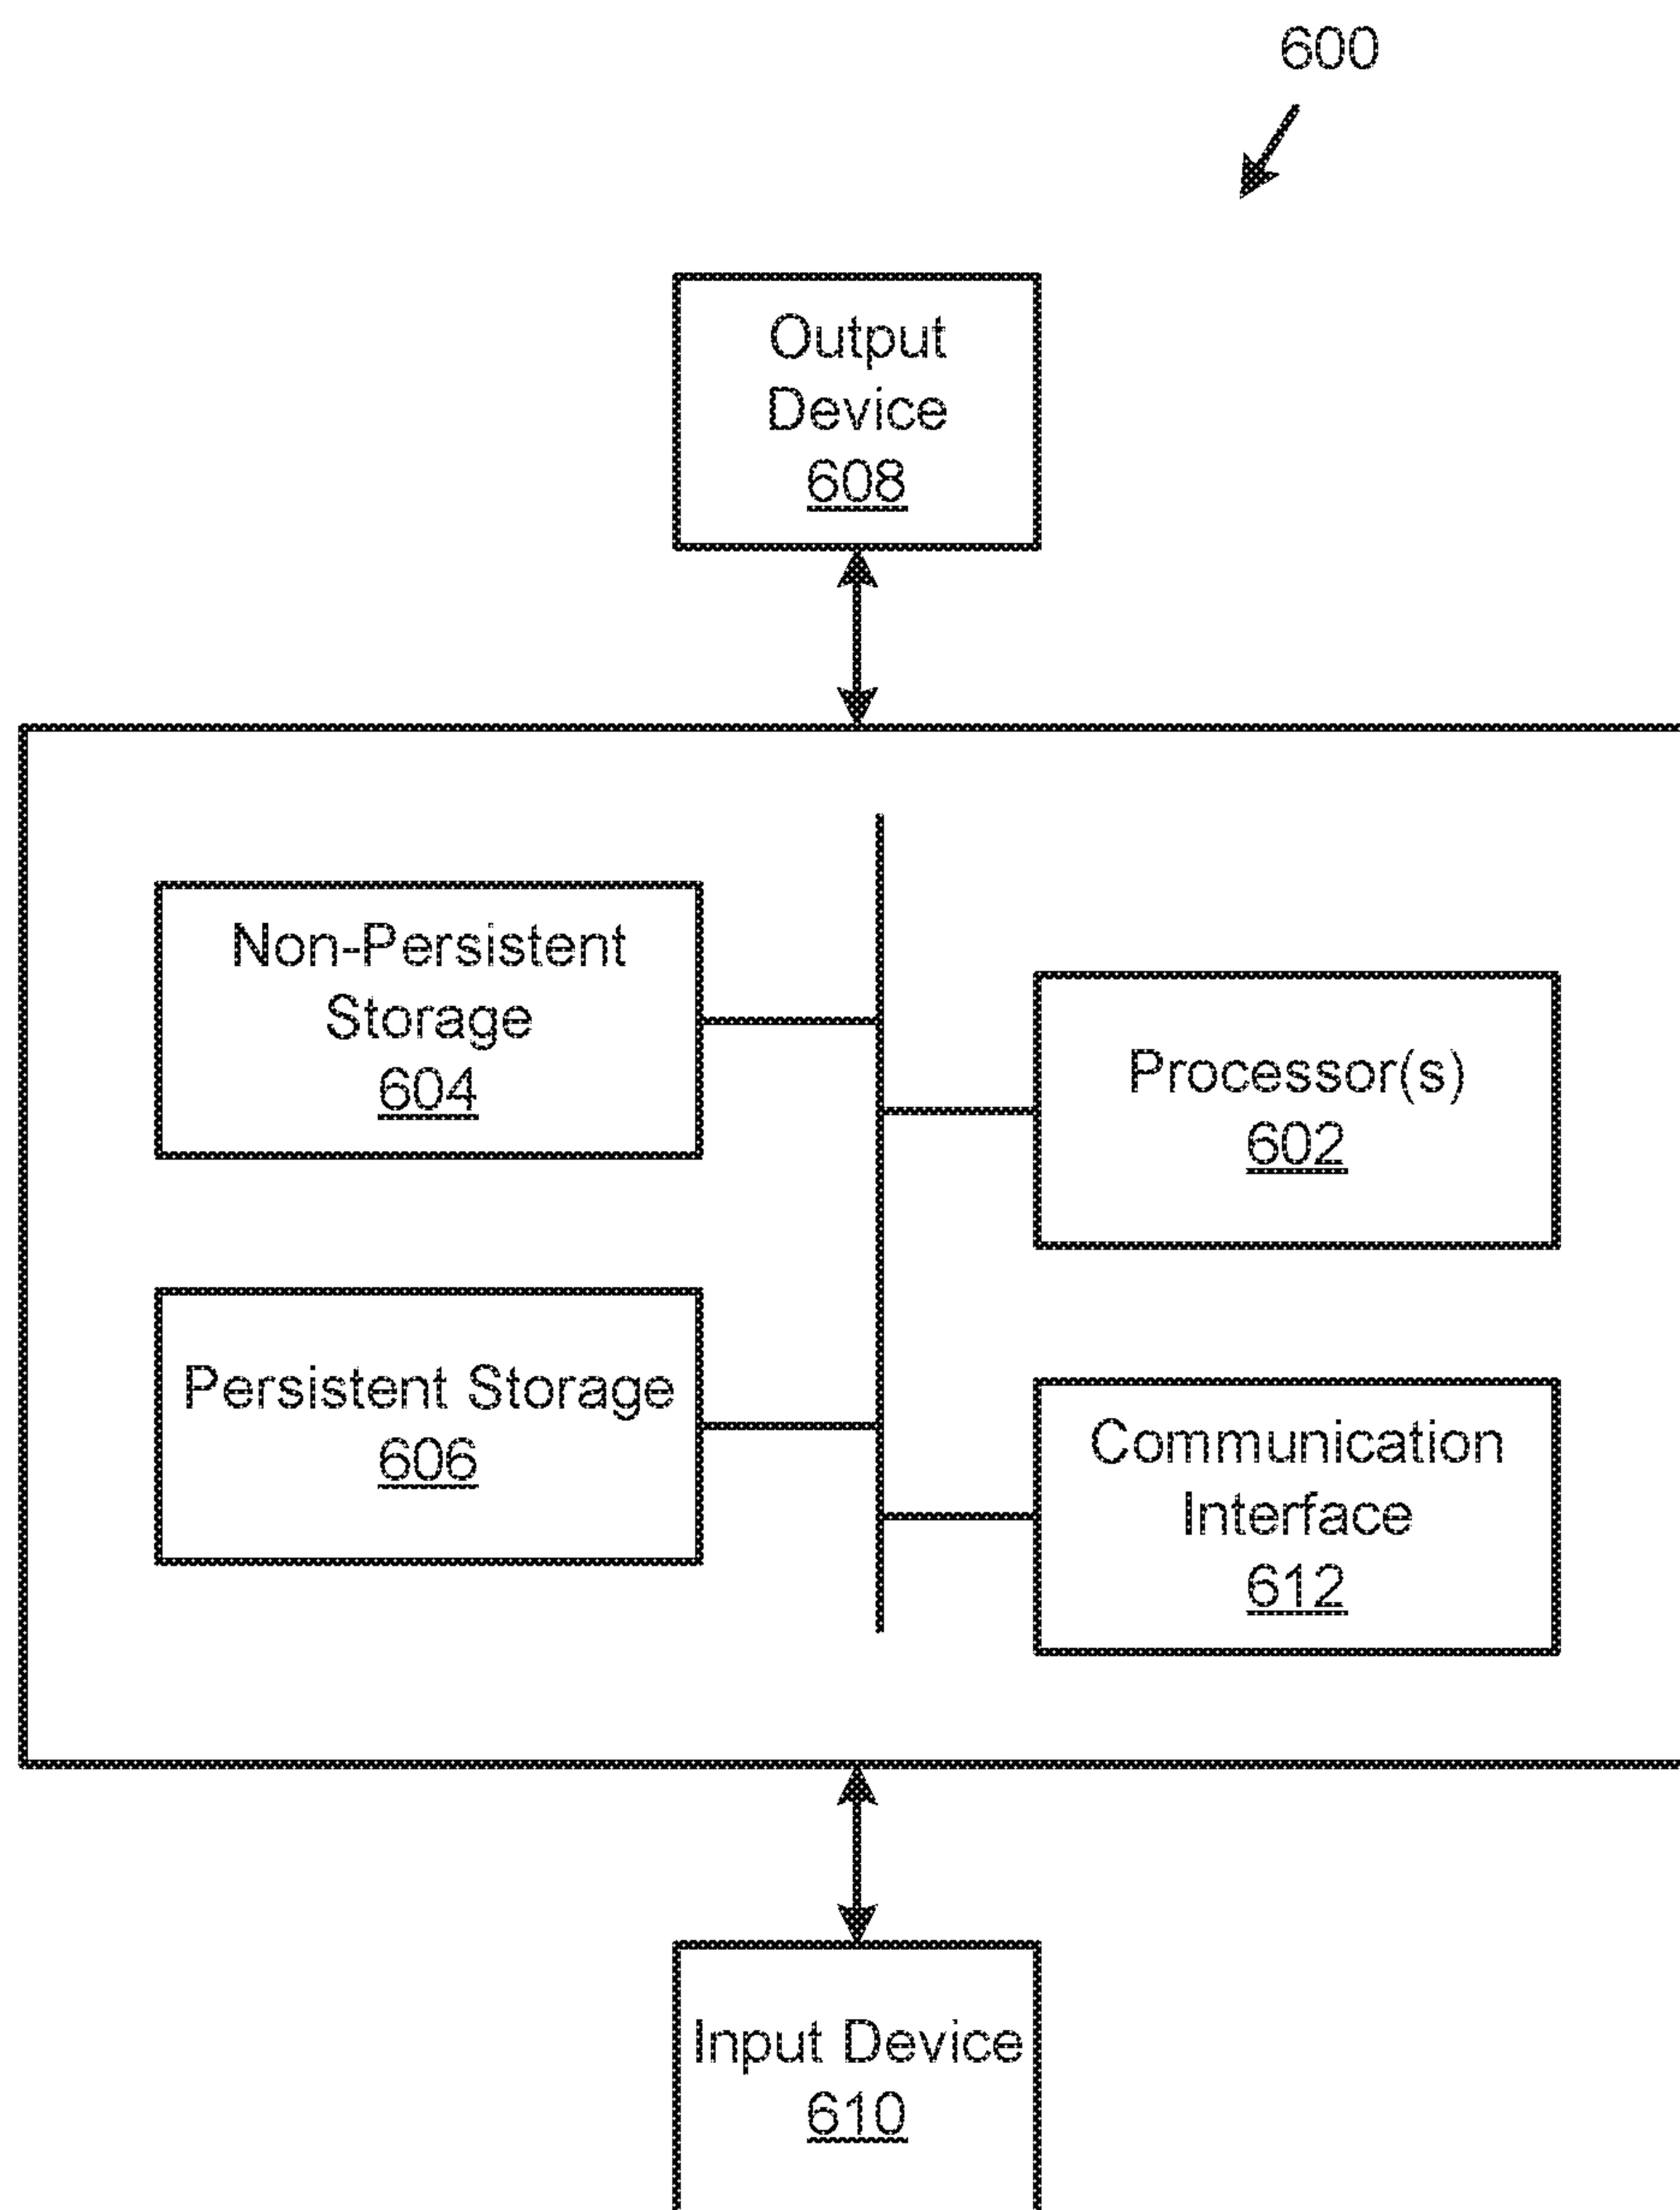 600
Output
Device
608
Non-Persistent
Storage
604
Processor(s)
602
Persistent Storage
606
Communication
Interface
612
Input Device
610